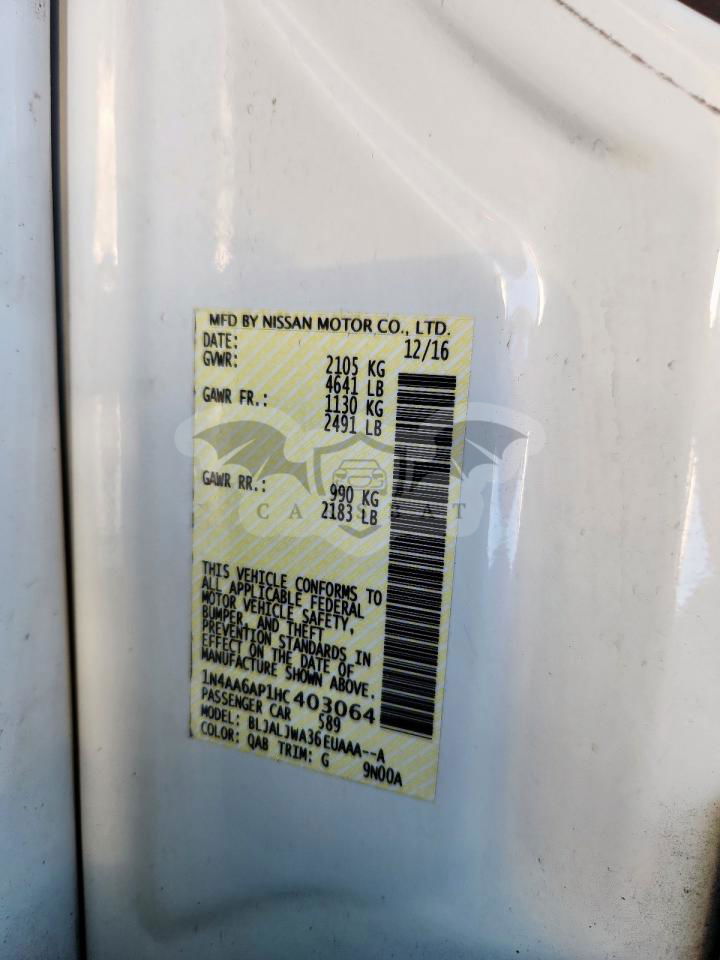 MFD BY NISSAN MOTOR CO., LTD.
DATE: 12/16
GVWR: 2105 KG
4641 LB
GAWR FR.: 1130 KG
2491 LB
GAWR RR.: 990 KG
2183 LB
THIS VEHICLE CONFORMS TO
ALL APPLICABLE FEDERAL
MOTOR VEHICLE SAFETY,
BUMPER, AND THEFT
PREVENTION STANDARDS IN
EFFECT ON THE DATE OF
MANUFACTURE SHOWN ABOVE.
1N4AA6AP1HC403064
PASSENGER CAR 589
MODEL: BLJALJWA36EUAAA--A
COLOR: QAB TRIM: G 9N00A